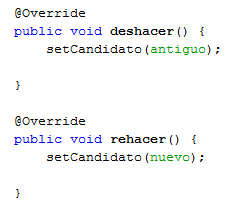 @Override
public void deshacer() {
    setCandidato(antiguo);
}
@Override
public void rehacer() {
    setCandidato(nuevo);
}